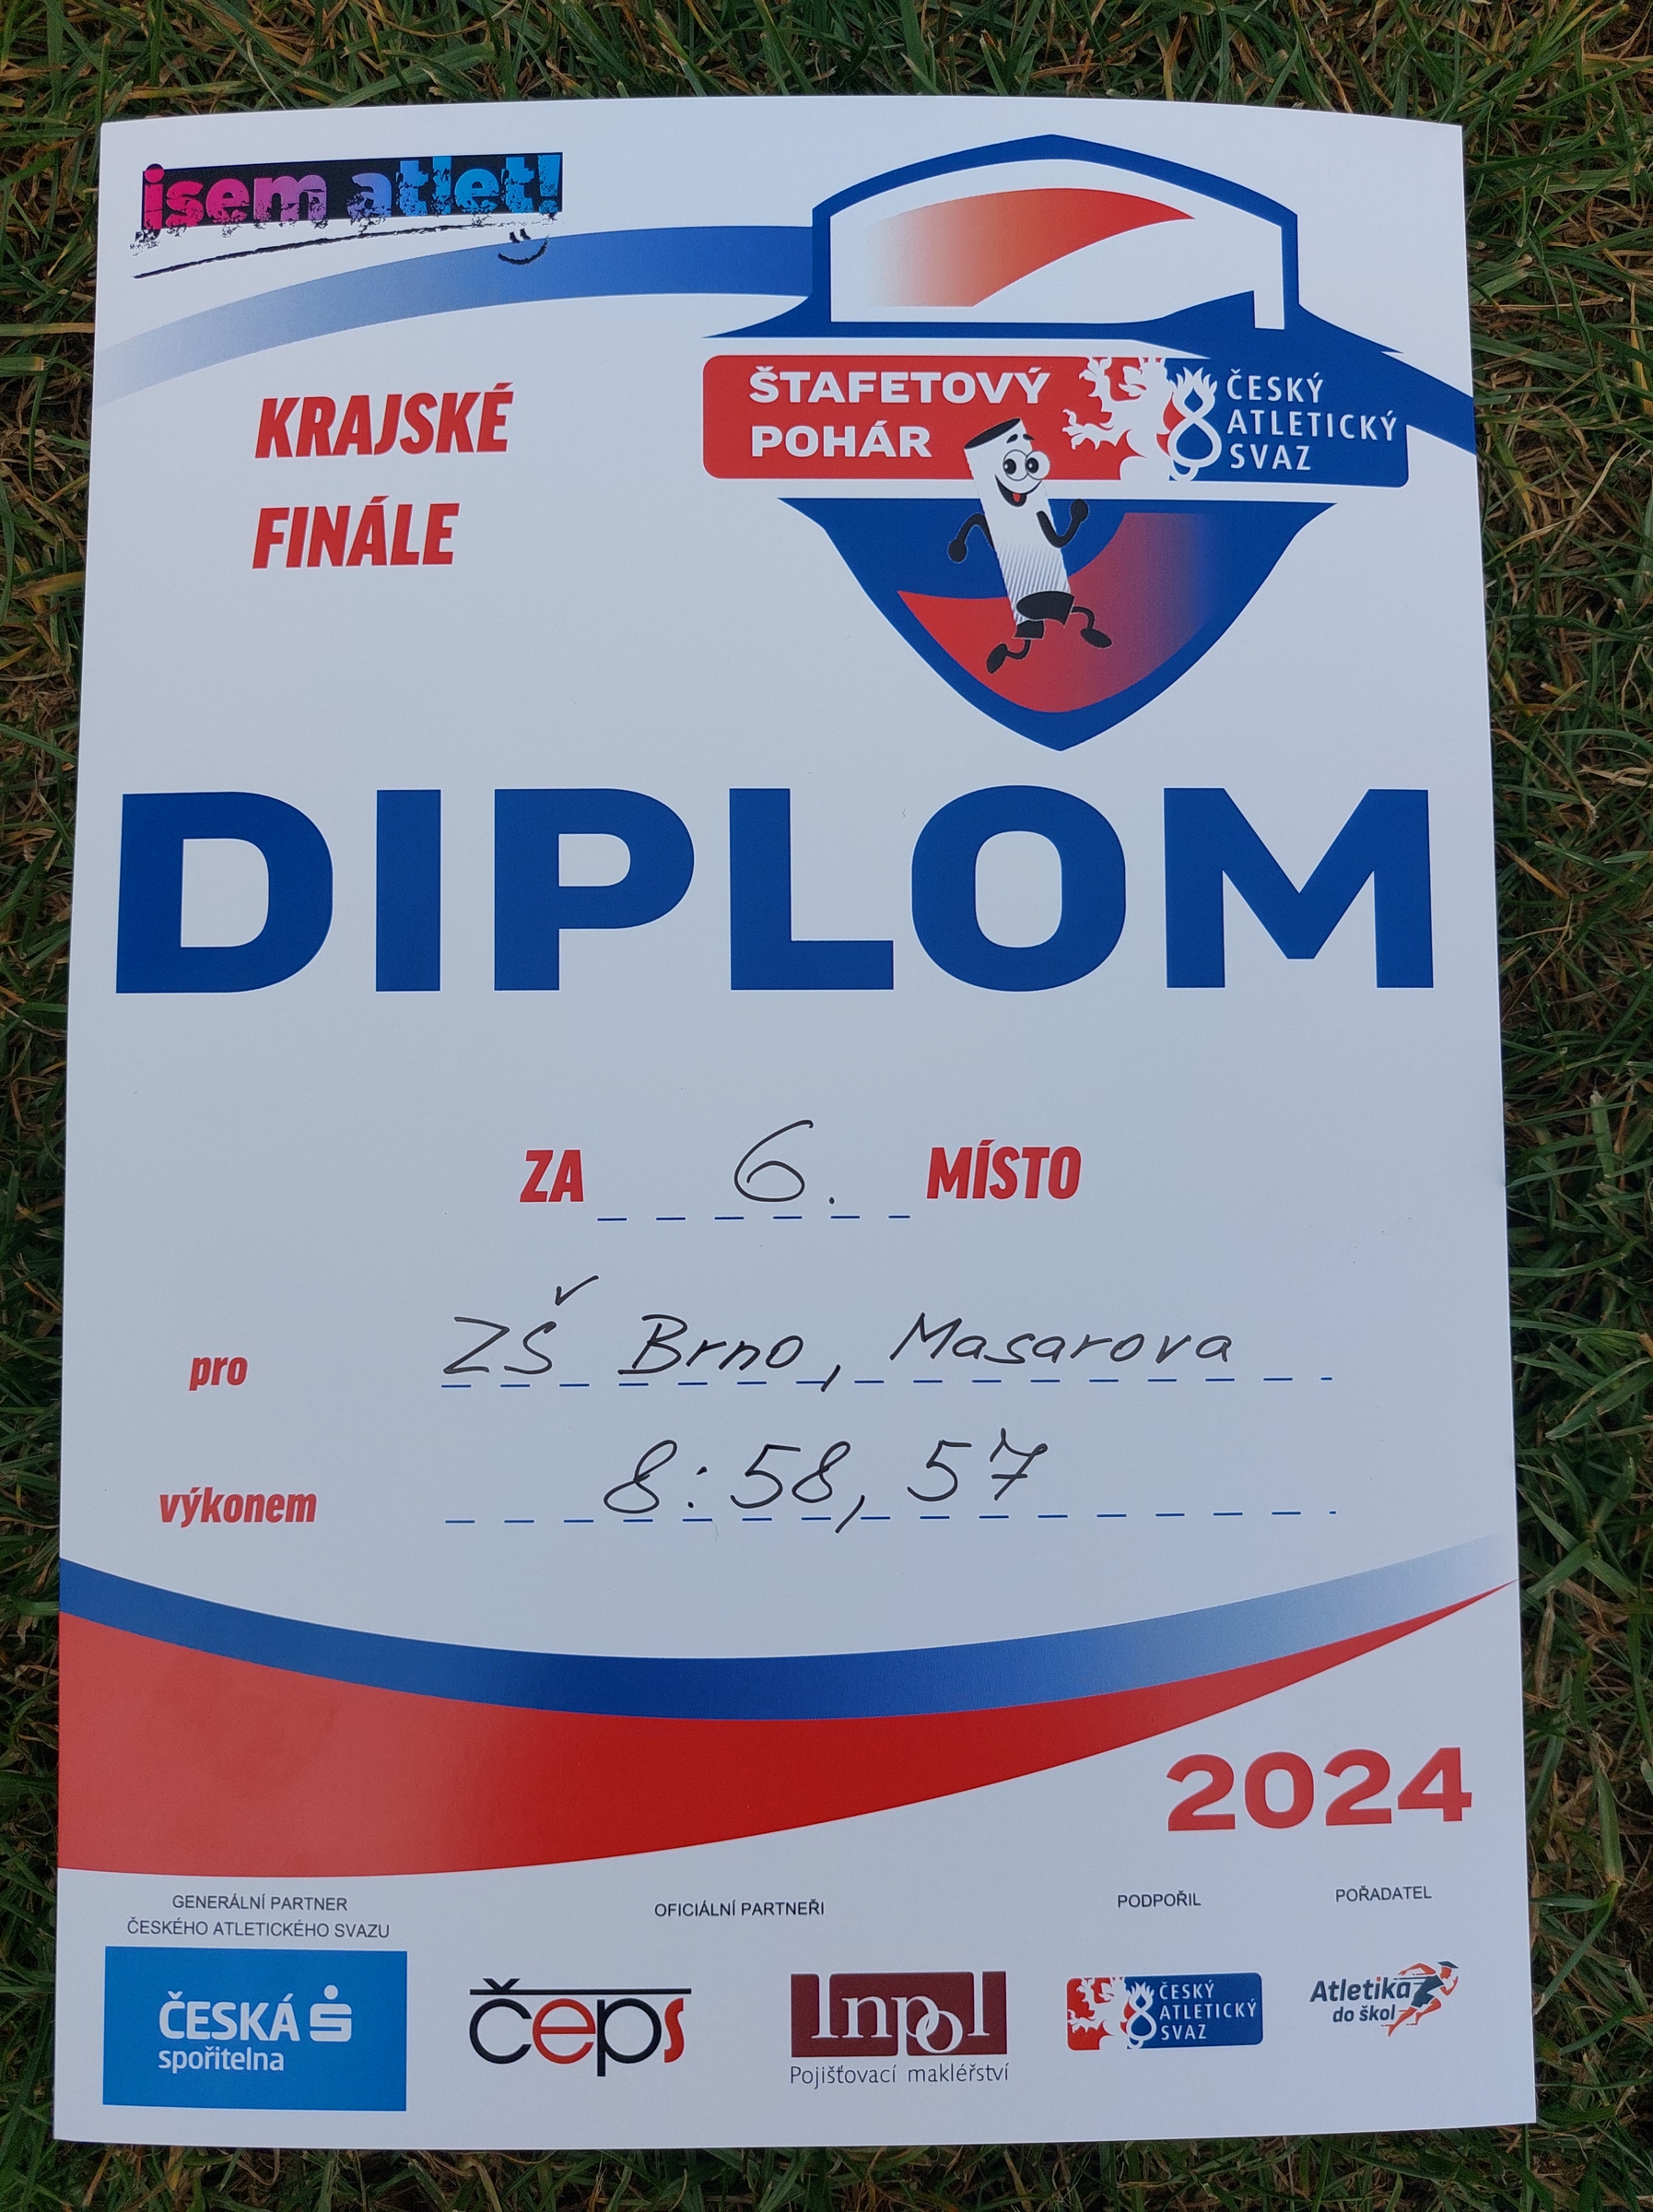 jsem atlet!
KRAJSKÉ
FINÁLE
ŠTAFETOVÝ
POHÁR
ČESKÝ
ATLETICKÝ
SVAZ
DIPLOM
ZA 6. MÍSTO
pro ZŠ Brno, Masarova
výkonem 8:58,57
2024
GENERÁLNÍ PARTNER
ČESKÉHO ATLETICKÉHO SVAZU
OFICIÁLNÍ PARTNEŘI
PODPOŘIL
POŘADATEL
ČESKÁ
spořitelna
čeps
Inpol
Pojišťovací makléřství
ČESKÝ
ATLETICKÝ
SVAZ
Atletika
do škol